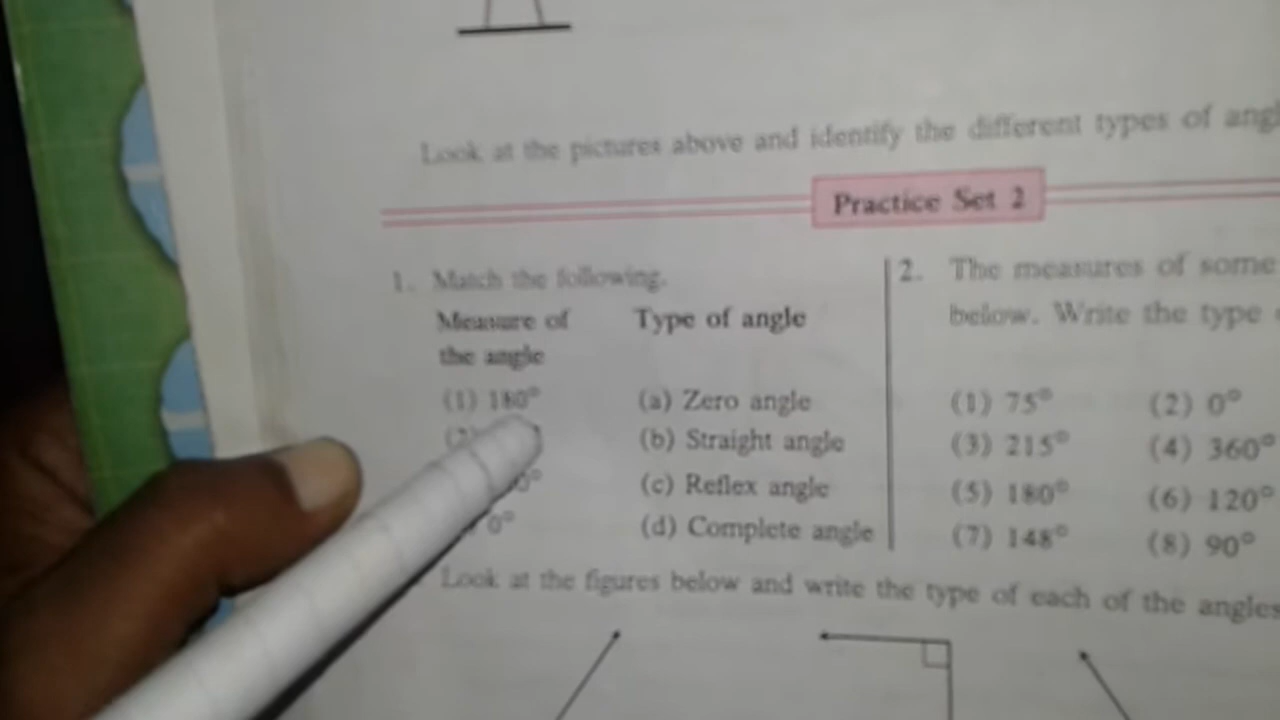 Look at the pictures above and identify the different types of
Practice Set 2
1. Match the following.
Measure of the angle
Type of angle
(1) 180°
(a) Zero angle
(b) Straight angle
(c) Reflex angle
0°
(d) Complete angle
2. The measures of some
below. Write the type
(1) 75° (2) 0°
(3) 215° (4) 360°
(5) 180° (6) 120°
(7) 148° (8) 90°
Look at the figures below and write the type of each of the angles